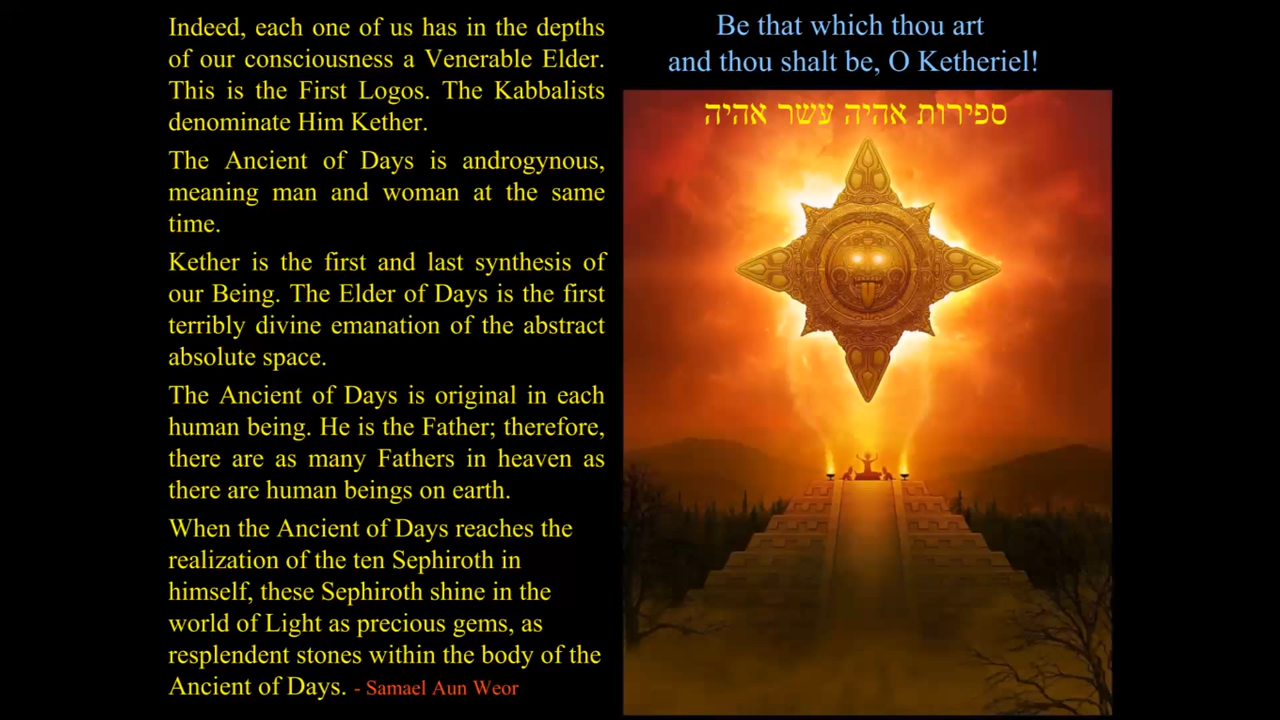 Indeed, each one of us has in the depths
of our consciousness a Venerable Elder.
This is the First Logos. The Kabbalists
denominate Him Kether.
The Ancient of Days is androgynous,
meaning man and woman at the same
time.
Kether is the first and last synthesis of
our Being. The Elder of Days is the first
terribly divine emanation of the abstract
absolute space.
The Ancient of Days is original in each
human being. He is the Father; therefore,
there are as many Fathers in heaven as
there are human beings on earth.
When the Ancient of Days reaches the
realization of the ten Sephiroth in
himself, these Sephiroth shine in the
world of Light as precious gems, as
resplendent stones within the body of the
Ancient of Days. - Samael Aun Weor
Be that which thou art
and thou shalt be, O Ketheriel!
ספירות אהיה עשר אהיה